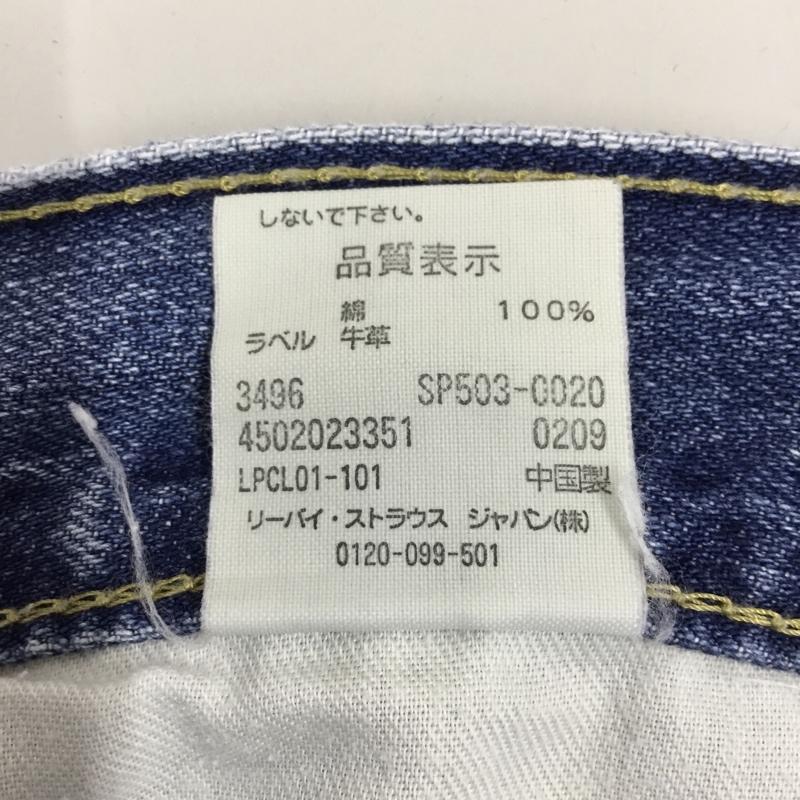 しないで下さい。
品質表示
綿 100%
ラベル 牛革
3496 SP503-0020
4502023351 0209
LPCL01-101 中国製
リーバイ・ストラウス ジャパン(株)
0120-099-501